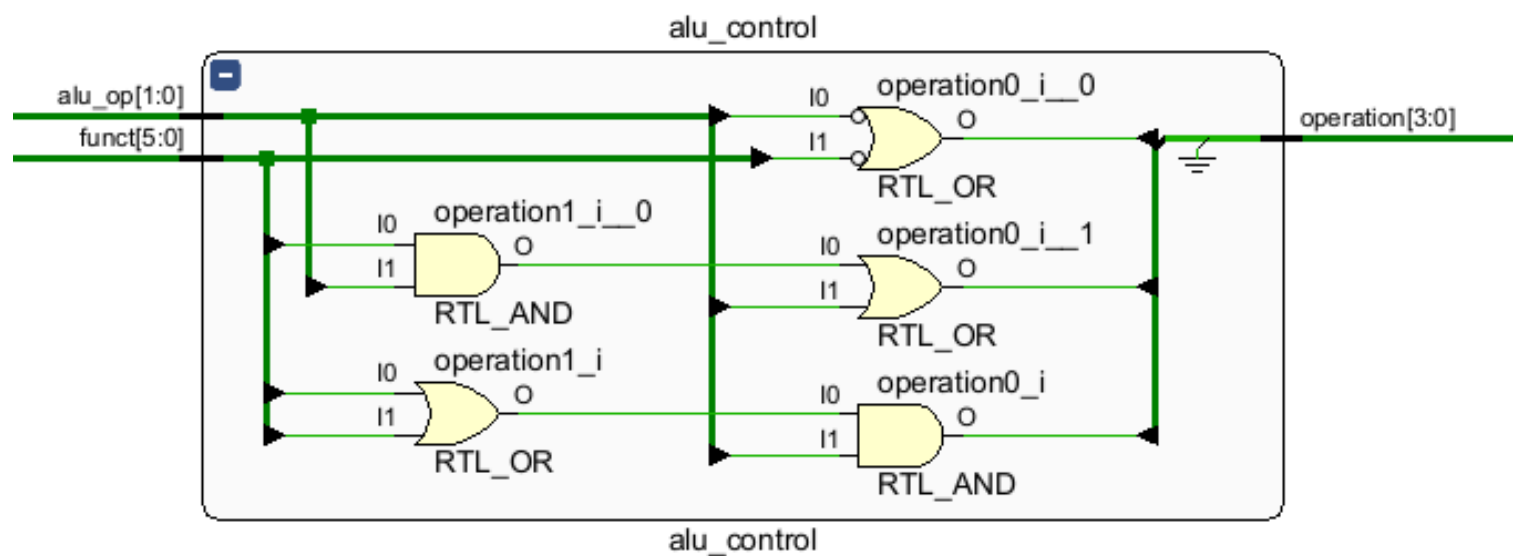 alu_control
alu_op[1:0]
funct[5:0]
operation0_i__0
I0
I1
O
RTL_OR
operation[3:0]
operation1_i__0
I0
I1
O
RTL_AND
operation0_i__1
I0
I1
O
RTL_OR
operation1_i
I0
I1
O
RTL_OR
operation0_i
I0
I1
O
RTL_AND
alu_control